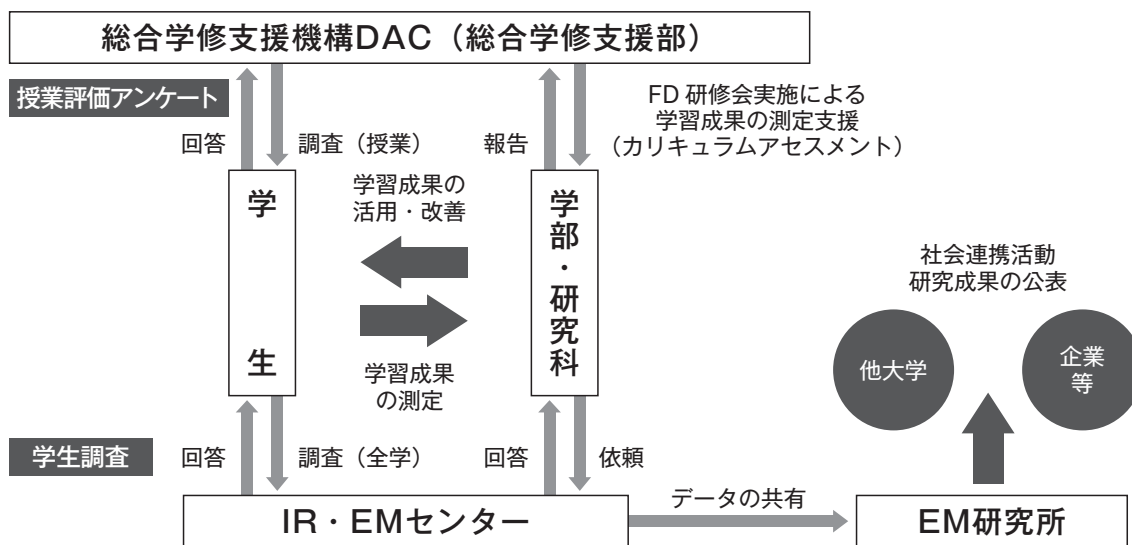 総合学修支援機構DAC（総合学修支援部）
授業評価アンケート
回答
調査（授業）
報告
FD 研修会実施による
学習成果の測定支援
（カリキュラムアセスメント）
学生
学習成果の
活用・改善
学習成果
の測定
学部・研究科
社会連携活動
研究成果の公表
他大学
企業
等
学生調査
回答
調査（全学）
回答
依頼
IR・EMセンター
データの共有
EM研究所